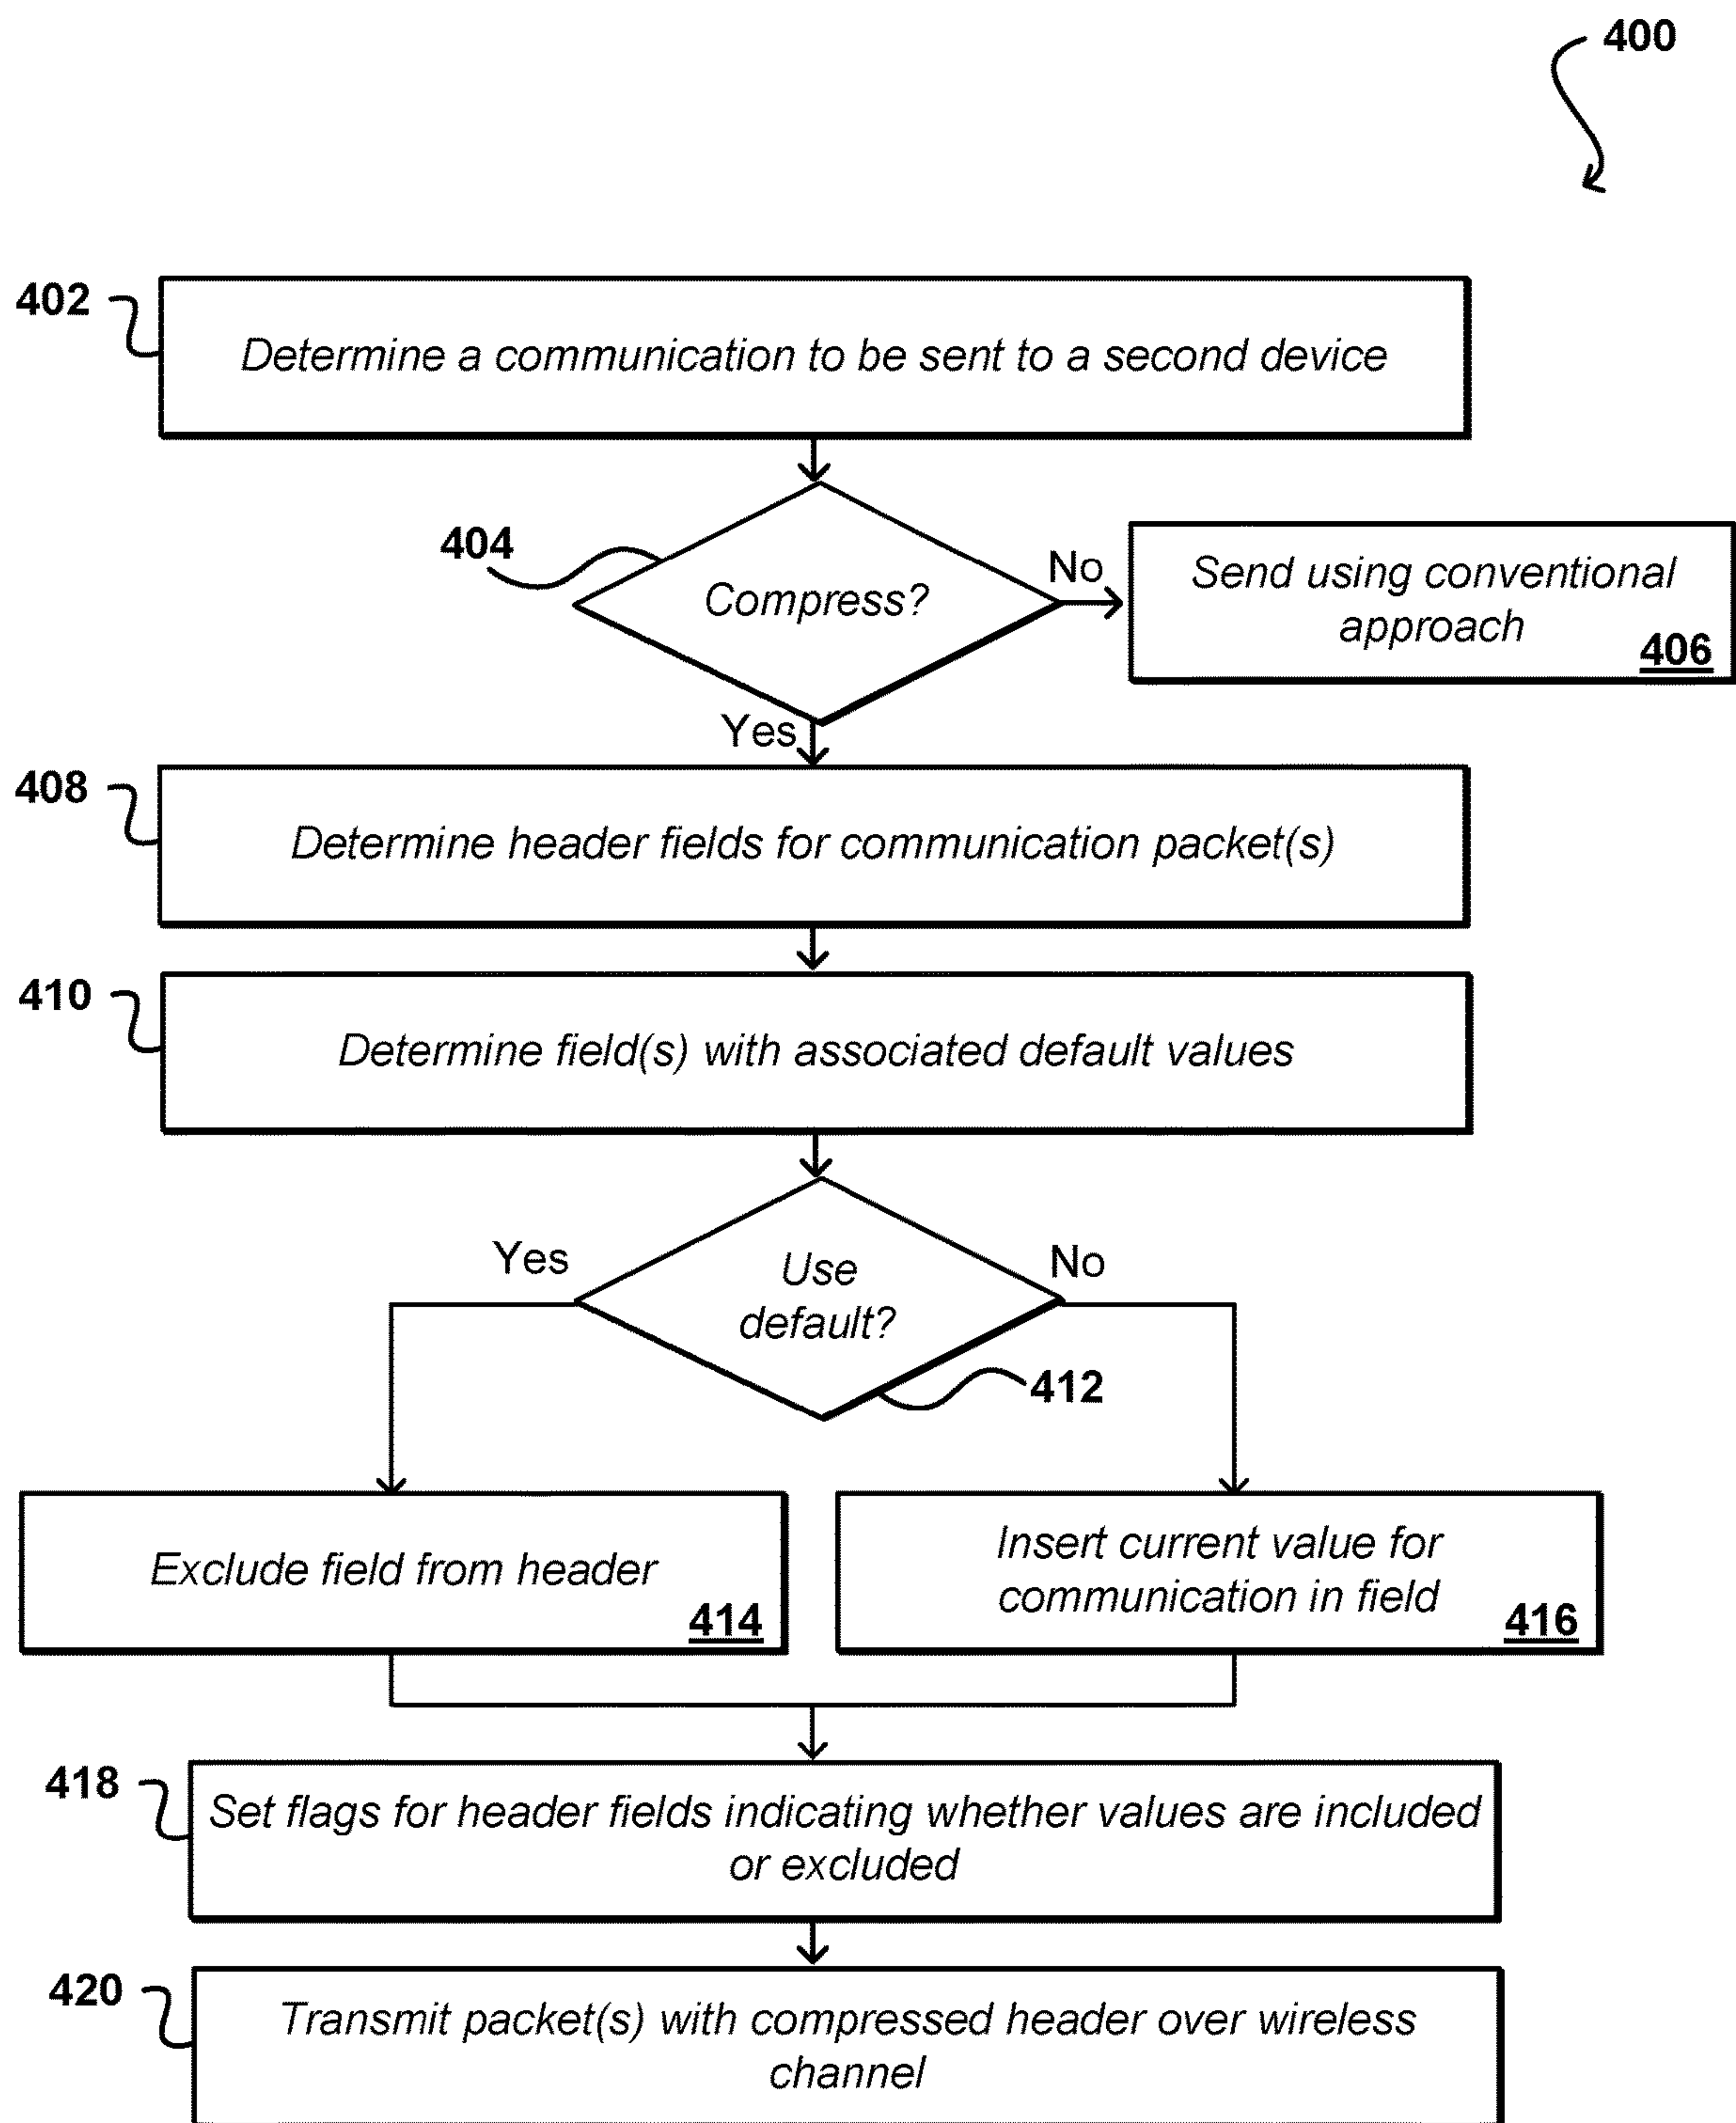 400
402
Determine a communication to be sent to a second device
404
Compress?
No
Send using conventional
approach
406
Yes
408
Determine header fields for communication packet(s)
410
Determine field(s) with associated default values
Yes
Use
default?
No
412
Exclude field from header
414
Insert current value for
communication in field
416
418
Set flags for header fields indicating whether values are included
or excluded
420
Transmit packet(s) with compressed header over wireless
channel